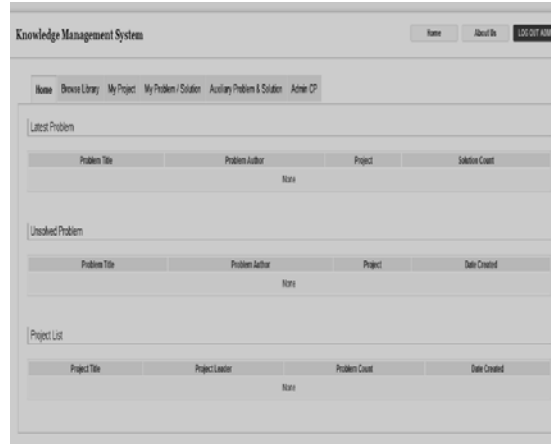 Knowledge Management System Home About Us LOG OUT ADM
Home Browse Library My Project My Problem / Solution Auxiliary Problem & Solution Admin CP
Latest Problem
Problem Title Problem Author Project Solution Count
None
Unsolved Problem
Problem Title Problem Author Project Date Created
None
Project List
Project Title Project Leader Problem Count Date Created
None